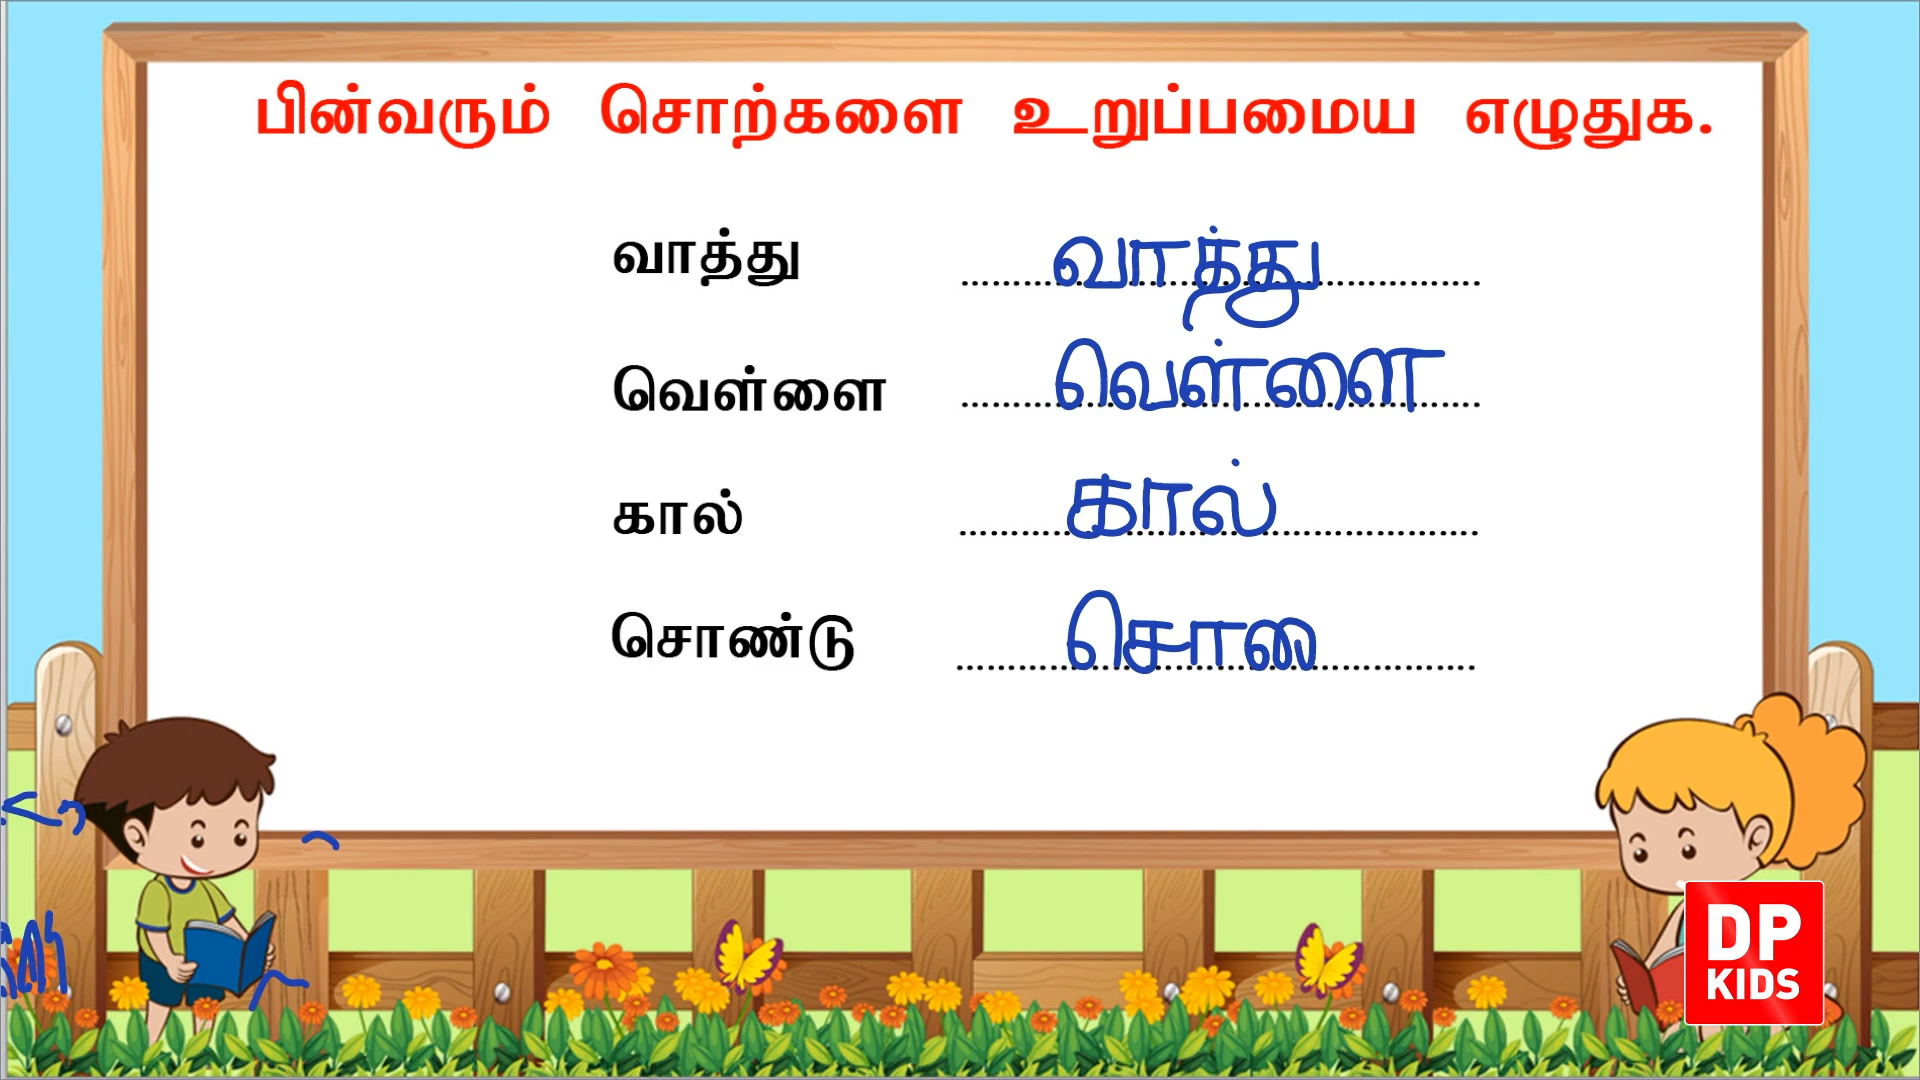 பின்வரும் சொற்களை உறுப்பமைய எழுதுக.
வாத்து வாத்து
வெள்ளை வெள்ளை
கால் கால்
சொண்டு
DP
KIDS